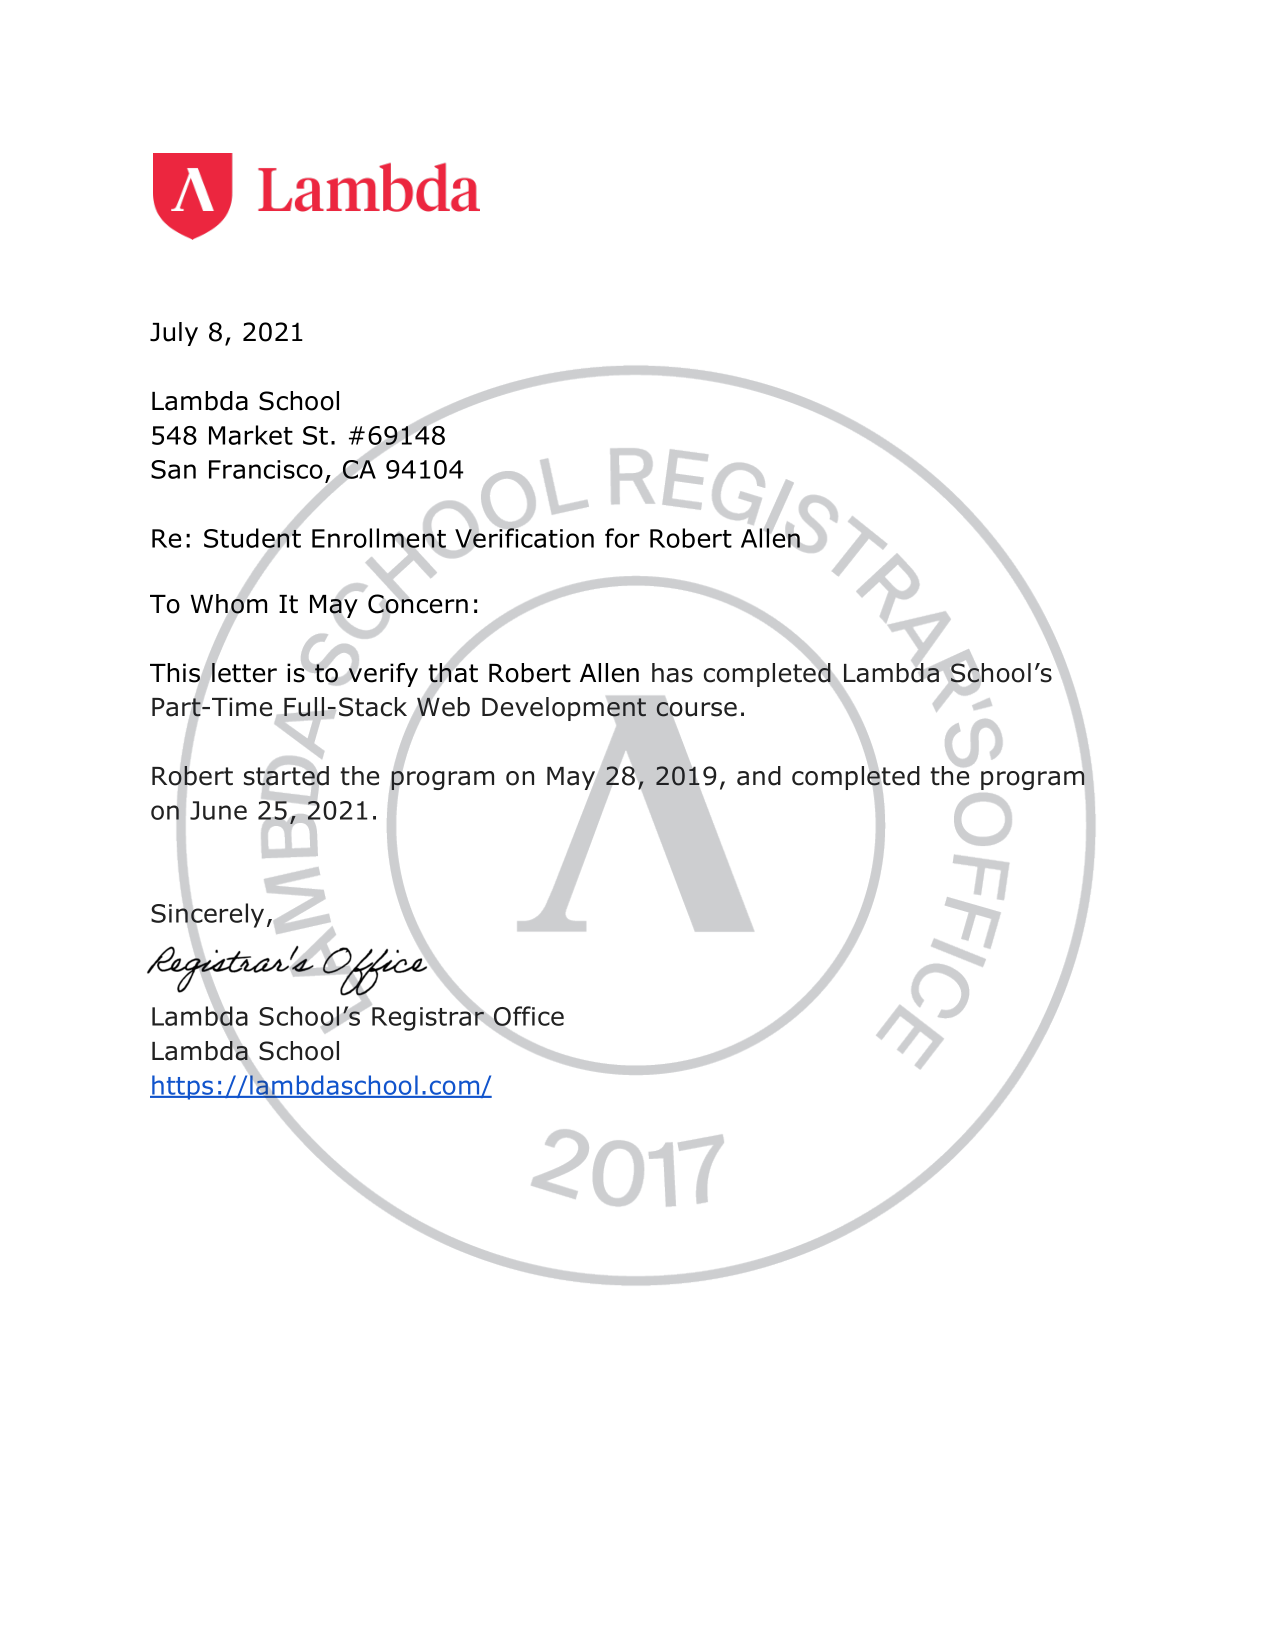 Lambda
July 8, 2021
Lambda School
548 Market St. #69148
San Francisco, CA 94104
Re: Student Enrollment Verification for Robert Allen
To Whom It May Concern:
This letter is to verify that Robert Allen has completed Lambda School’s
Part-Time Full-Stack Web Development course.
Robert started the program on May 28, 2019, and completed the program
on June 25, 2021.
Sincerely,
Registrar's Office
Lambda School’s Registrar Office
Lambda School
https://lambdaschool.com/
LAMBDA SCHOOL REGISTRAR'S OFFICE
2017